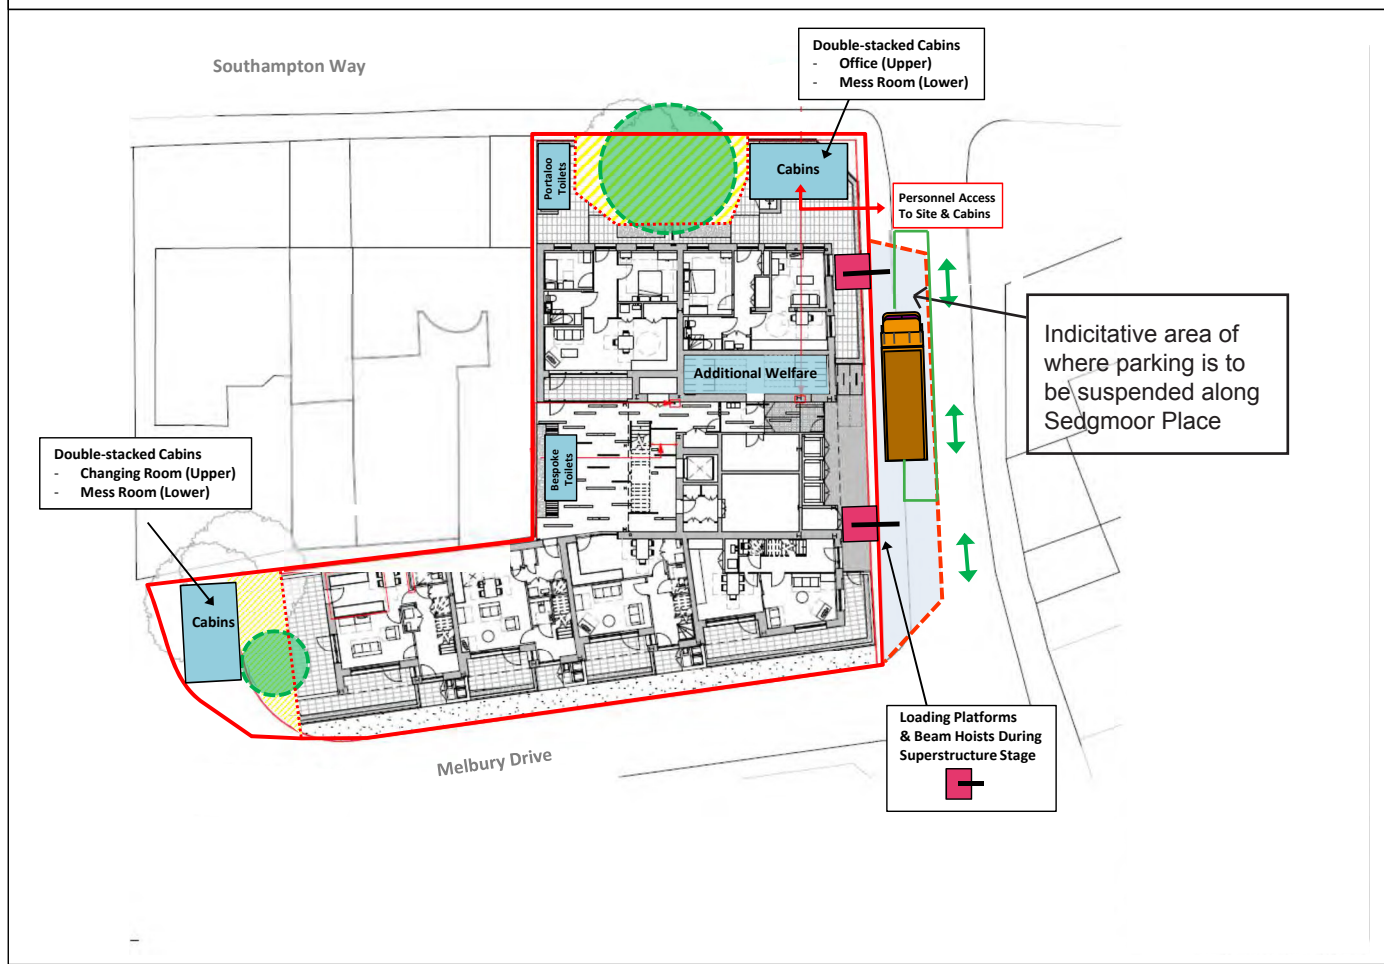 Southampton Way
Double-stacked Cabins
- Office (Upper)
- Mess Room (Lower)
Portaloo
Toilets
Cabins
Personnel Access
To Site & Cabins
Indicitative area of
where parking is to
be suspended along
Sedgmoor Place
Additional Welfare
Bespoke
Toilets
Double-stacked Cabins
- Changing Room (Upper)
- Mess Room (Lower)
Cabins
Loading Platforms
& Beam Hoists During
Superstructure Stage
Melbury Drive